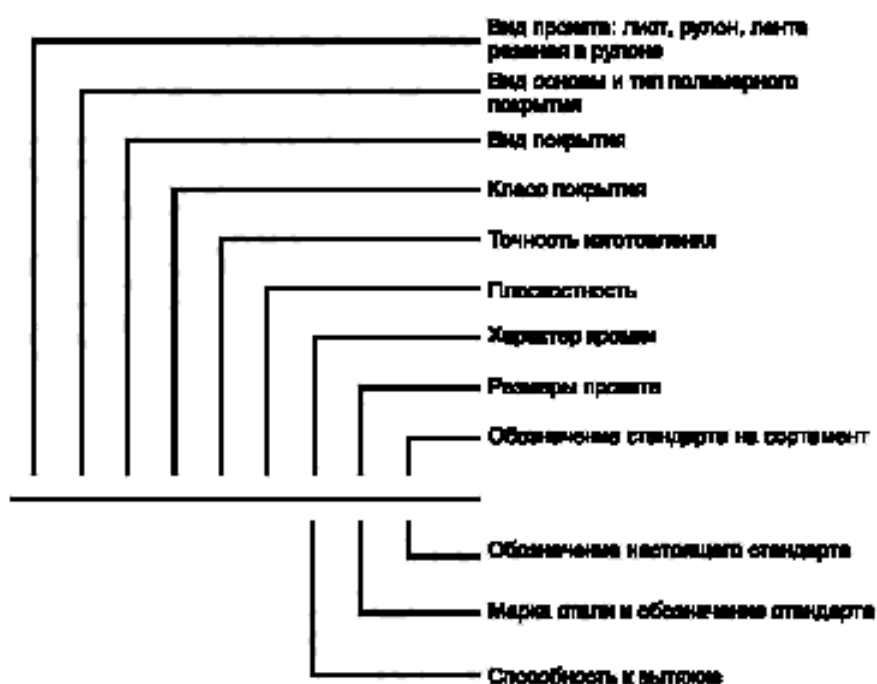 Вид проката: лист, рулон, лента
резаная в рулоне
Вид основы и тип полимерного
покрытия
Вид покрытия
Класс покрытия
Точность изготовления
Плоскостность
Характер кромки
Размеры проката
Обозначение стандарта на сортамент
Обозначение настоящего стандарта
Марка стали и обозначение стандарта
Способность к вытяжке